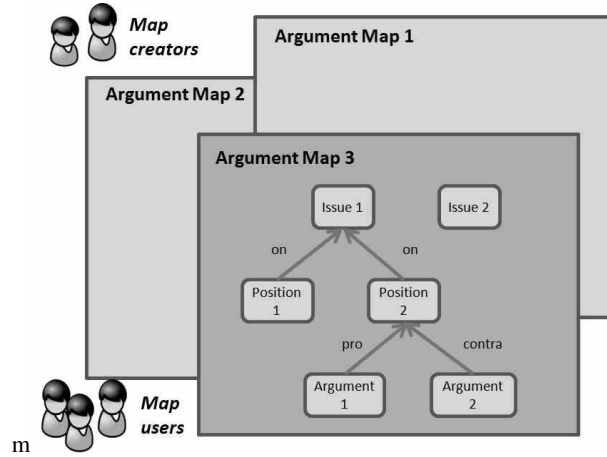 Map
creators
Argument Map 1
Argument Map 2
Argument Map 3
Issue 1
Issue 2
on
on
Position
1
Position
2
pro
contra
Argument
1
Argument
2
Map
users
m